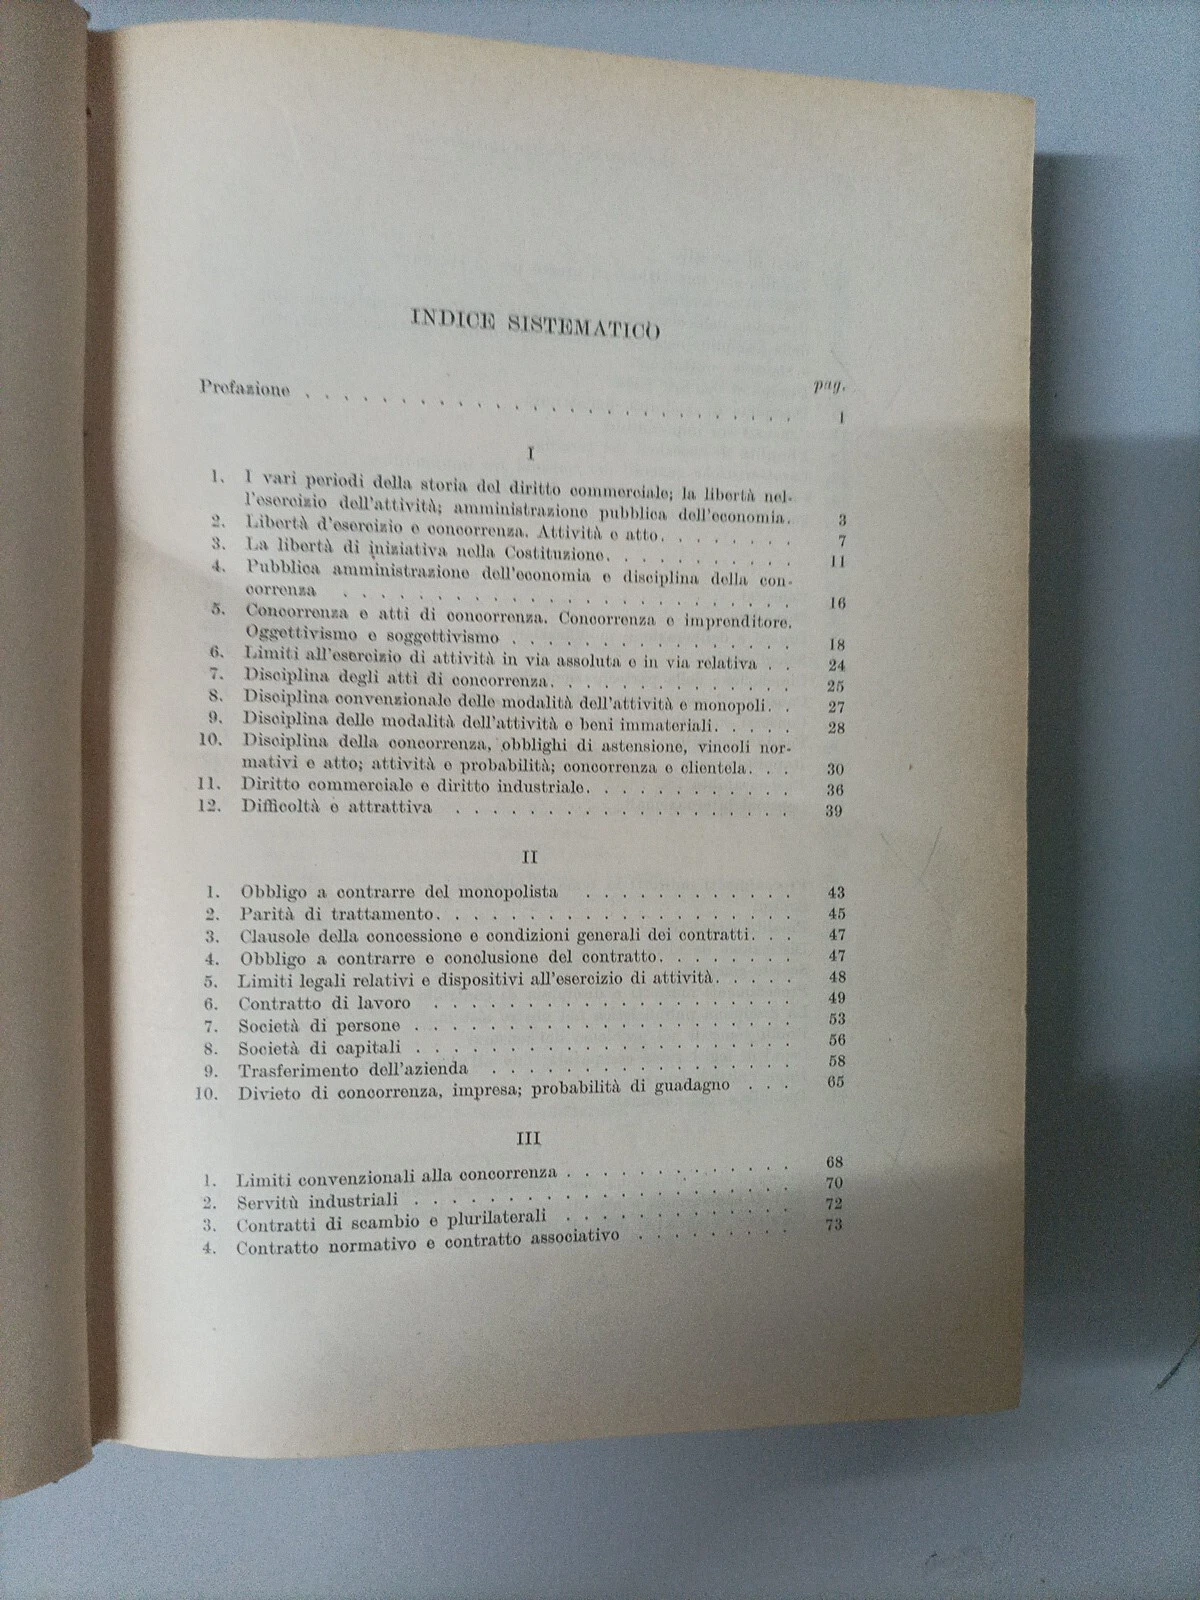 INDICE SISTEMATICO
pag.
Prefazione . . . . . . . . . . . . . . . . . . . . . . . . . . 1
I
1. I vari periodi della storia del diritto commerciale; la libertà nel-
l'esercizio dell'attività; amministrazione pubblica dell'economia. 3
2. Libertà d'esercizio e concorrenza. Attività e atto. . . . . . . . 7
3. La libertà di iniziativa nella Costituzione. . . . . . . . . . . 11
4. Pubblica amministrazione dell'economia e disciplina della con-
correnza . . . . . . . . . . . . . . . . . . . . . . . . 16
5. Concorrenza e atti di concorrenza. Concorrenza e imprenditore.
Oggettivismo e soggettivismo . . . . . . . . . . . . . . . 18
6. Limiti all'esercizio di attività in via assoluta e in via relativa . . 24
7. Disciplina degli atti di concorrenza. . . . . . . . . . . . . 25
8. Disciplina convenzionale delle modalità dell'attività e monopoli. . 27
9. Disciplina delle modalità dell'attività e beni immateriali. . . . . 28
10. Disciplina della concorrenza, obblighi di astensione, vincoli nor-
mativi e atto; attività e probabilità; concorrenza e clientela. . . 30
11. Diritto commerciale e diritto industriale. . . . . . . . . . . 36
12. Difficoltà e attrattiva . . . . . . . . . . . . . . . . . . 39
II
1. Obbligo a contrarre del monopolista . . . . . . . . . . . 43
2. Parità di trattamento. . . . . . . . . . . . . . . . . . . 45
3. Clausole della concessione e condizioni generali dei contratti. . . 47
4. Obbligo a contrarre e conclusione del contratto. . . . . . . . 47
5. Limiti legali relativi e dispositivi all'esercizio di attività. . . . . 48
6. Contratto di lavoro . . . . . . . . . . . . . . . . . . . 49
7. Società di persone . . . . . . . . . . . . . . . . . . . . 53
8. Società di capitali . . . . . . . . . . . . . . . . . . . . 56
9. Trasferimento dell'azienda . . . . . . . . . . . . . . . . 58
10. Divieto di concorrenza, impresa; probabilità di guadagno . . . 65
III
1. Limiti convenzionali alla concorrenza . . . . . . . . . . . . 68
2. Servitù industriali . . . . . . . . . . . . . . . . . . . . 70
3. Contratti di scambio e plurilaterali . . . . . . . . . . . . 72
4. Contratto normativo e contratto associativo . . . . . . . . . 73